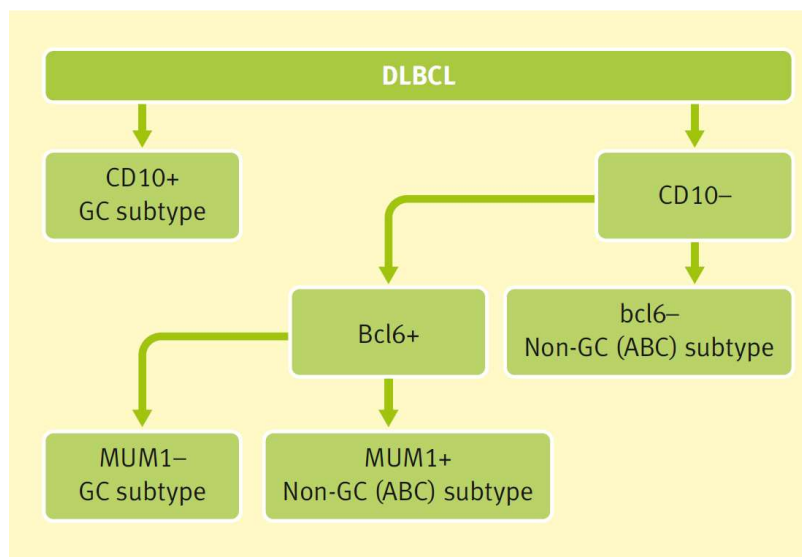 DLBCL
CD10+
GC subtype
CD10–
Bcl6+
bcl6–
Non-GC (ABC) subtype
MUM1–
GC subtype
MUM1+
Non-GC (ABC) subtype